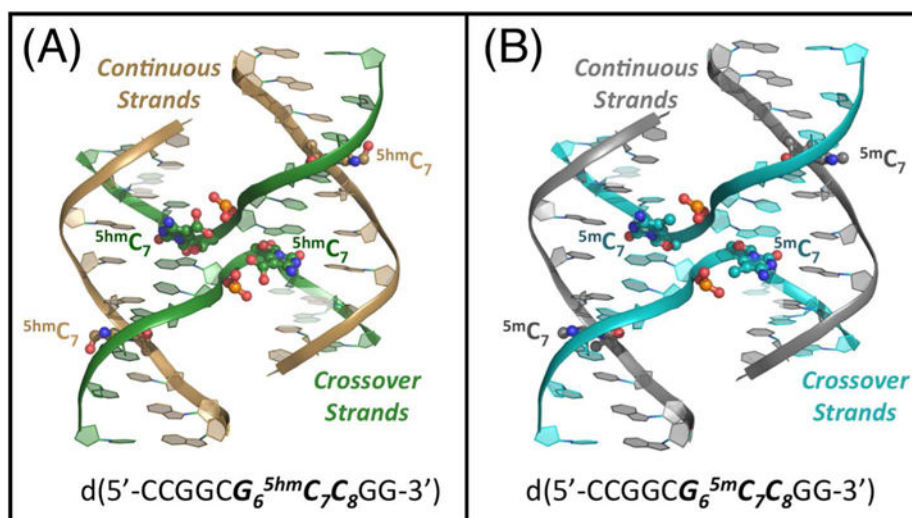 (A)
Continuous
Strands
5hmC7
5hmC7
5hmC7
5hmC7
Crossover
Strands
d(5’-CCGGCG6 5hmC7C8GG-3’)
(B)
Continuous
Strands
5mC7
5mC7
5mC7
5mC7
Crossover
Strands
d(5’-CCGGCG6 5mC7C8GG-3’)